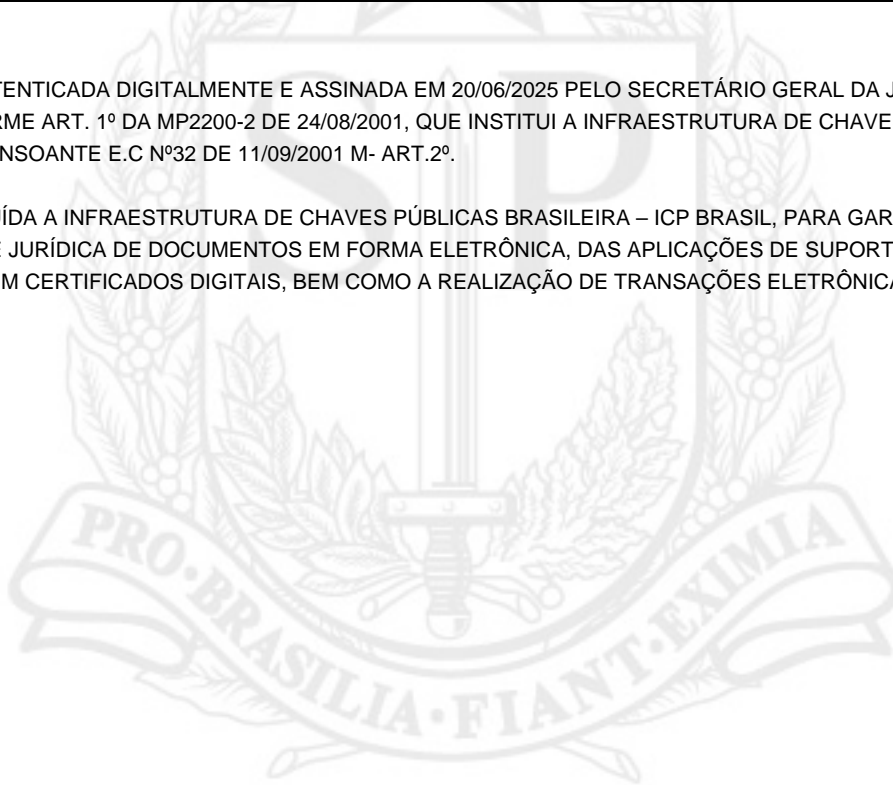 TENTICADA DIGITALMENTE E ASSINADA EM 20/06/2025 PELO SECRETÁRIO GERAL DA J
RME ART. 1º DA MP2200-2 DE 24/08/2001, QUE INSTITUI A INFRAESTRUTURA DE CHAVE
NSOANTE E.C Nº32 DE 11/09/2001 M- ART.2º.
ÍDA A INFRAESTRUTURA DE CHAVES PÚBLICAS BRASILEIRA – ICP BRASIL, PARA GAR
E JURÍDICA DE DOCUMENTOS EM FORMA ELETRÔNICA, DAS APLICAÇÕES DE SUPORT
M CERTIFICADOS DIGITAIS, BEM COMO A REALIZAÇÃO DE TRANSAÇÕES ELETRÔNICA
SP
PRO·BRASILIA·FIANT·EXIMIA